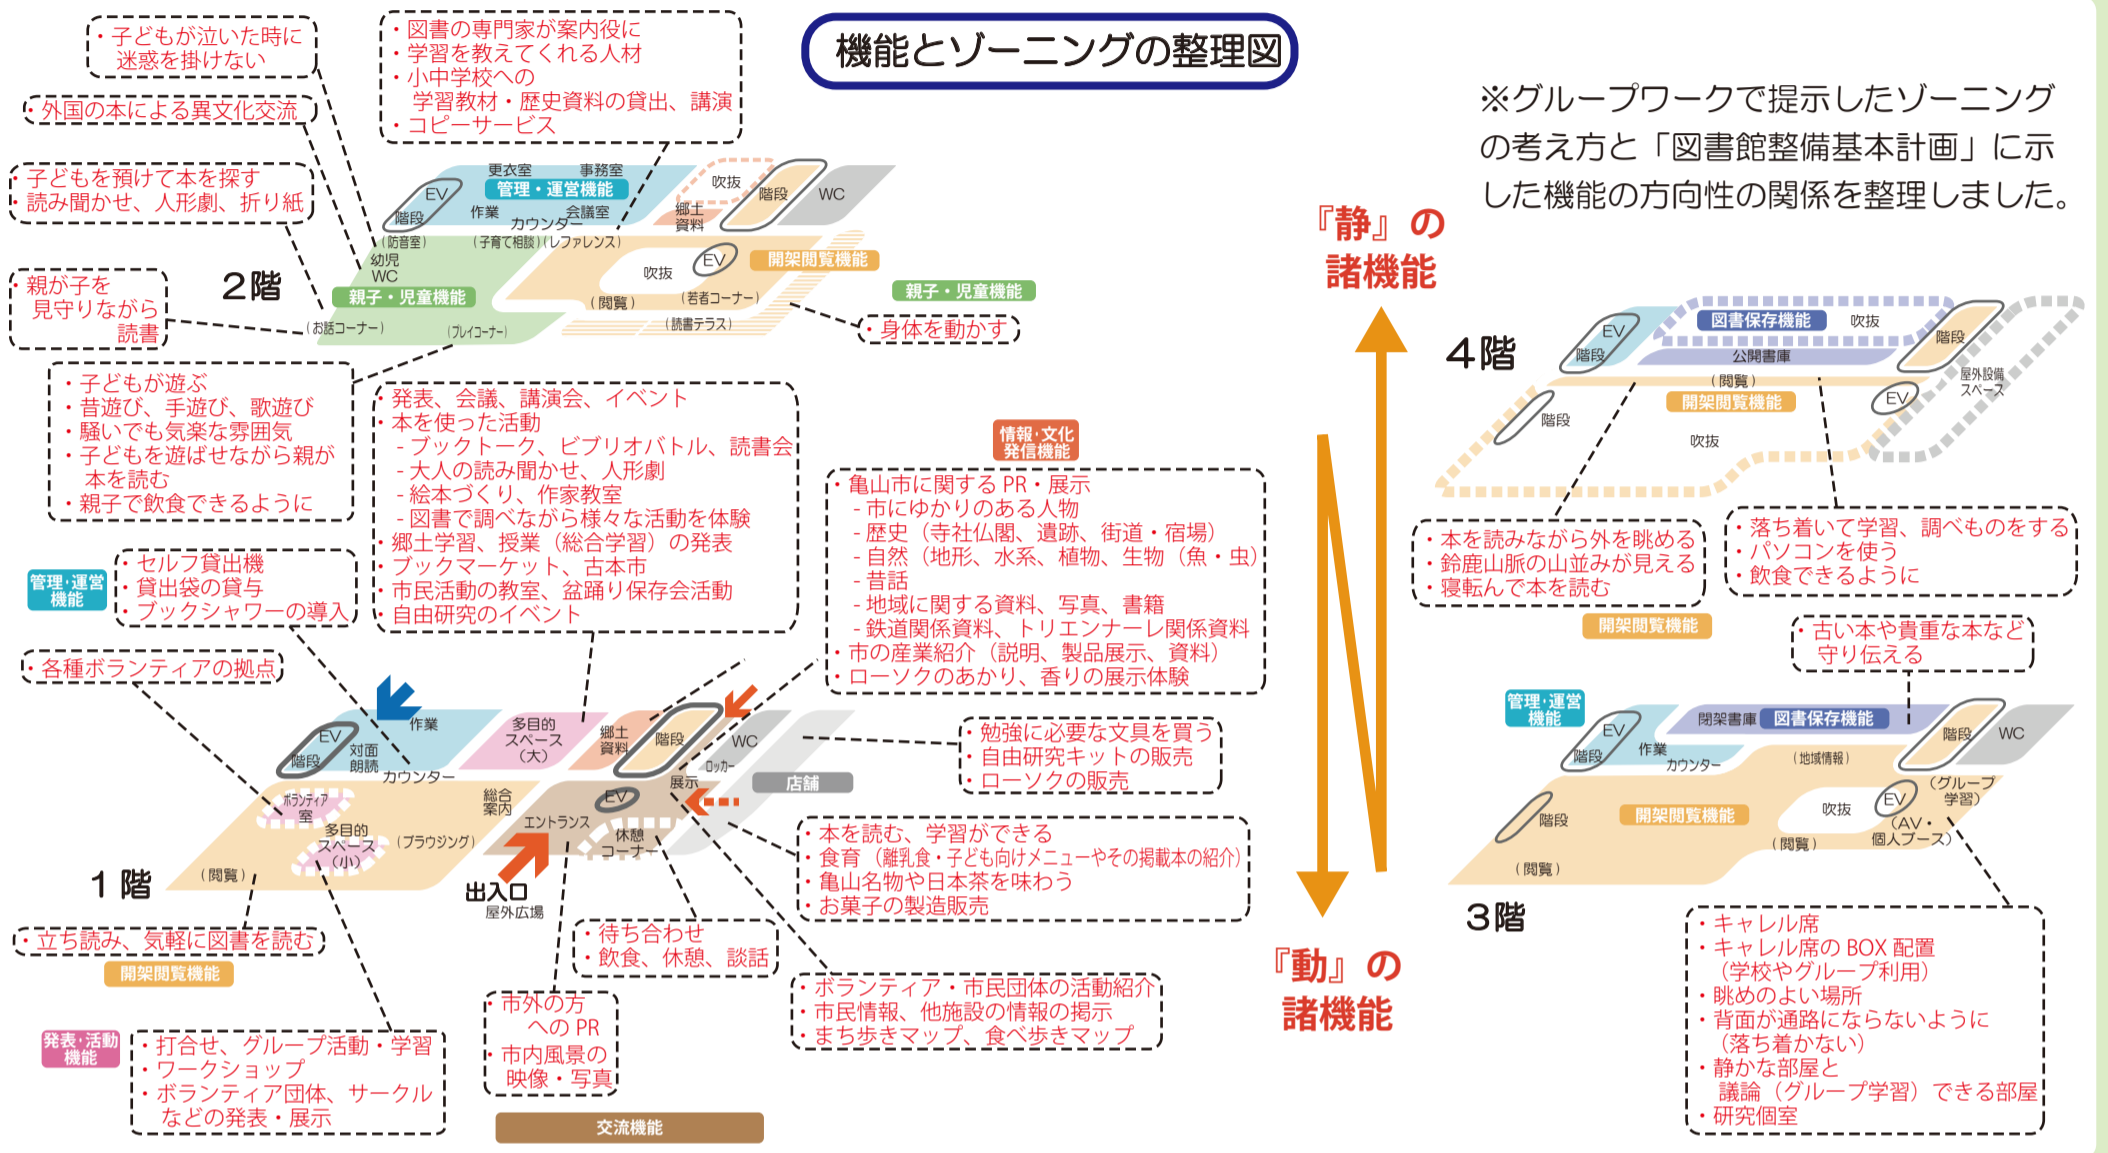 機能とゾーニングの整理図
※グループワークで提示したゾーニング
の考え方と「図書館整備基本計画」に示
した機能の方向性の関係を整理しました。
・子どもが泣いた時に
迷惑を掛けない
・外国の本による異文化交流
・子どもを預けて本を探す
・読み聞かせ、人形劇、折り紙
・親が子を
見守りながら
読書
・図書の専門家が案内役に
・学習を教えてくれる人材
・小中学校への
学習教材・歴史資料の貸出、講演
・コピーサービス
2階
EV
階段
更衣室
事務室
管理・運営機能
作業
会議室
カウンター
吹抜
階段
WC
郷土
資料
(防音室)
(子育て相談)
(レファレンス)
幼児
WC
親子・児童機能
吹抜
EV
開架閲覧機能
(閲覧)
(若者コーナー)
(お話コーナー)
(プレイコーナー)
(読書テラス)
親子・児童機能
・身体を動かす
・子どもが遊ぶ
・昔遊び、手遊び、歌遊び
・騒いでも気楽な雰囲気
・子どもを遊ばせながら親が
本を読む
・親子で飲食できるように
・発表、会議、講演会、イベント
・本を使った活動
- ブックトーク、ビブリオバトル、読書会
- 大人の読み聞かせ、人形劇
- 絵本づくり、作家教室
- 図書で調べながら様々な活動を体験
・郷土学習、授業（総合学習）の発表
・ブックマーケット、古本市
・市民活動の教室、盆踊り保存会活動
・自由研究のイベント
情報・文化
発信機能
・亀山市に関する PR・展示
- 市にゆかりのある人物
- 歴史（寺社仏閣、遺跡、街道・宿場）
- 自然（地形、水系、植物、生物（魚・虫）
- 昔話
- 地域に関する資料、写真、書籍
- 鉄道関係資料、トリエンナーレ関係資料
・市の産業紹介（説明、製品展示、資料）
・ローソクのあかり、香りの展示体験
管理・運営
機能
・セルフ貸出機
・貸出袋の貸与
・ブックシャワーの導入
・各種ボランティアの拠点
1階
EV
階段
対面
朗読
作業
カウンター
多目的
スペース
(大)
郷土
資料
階段
WC
ロッカー
展示
店舗
ボランティア
室
多目的
スペース
(小)
(ブラウジング)
総合
案内
エントランス
EV
休憩
コーナー
(閲覧)
出入口
屋外広場
・勉強に必要な文具を買う
・自由研究キットの販売
・ローソクの販売
・本を読む、学習ができる
・食育（離乳食・子ども向けメニューやその掲載本の紹介）
・亀山名物や日本茶を味わう
・お菓子の製造販売
・立ち読み、気軽に図書を読む
開架閲覧機能
・待ち合わせ
・飲食、休憩、談話
・ボランティア・市民団体の活動紹介
・市民情報、他施設の情報の掲示
・まち歩きマップ、食べ歩きマップ
・市外の方
への PR
・市内風景の
映像・写真
交流機能
発表・活動
機能
・打合せ、グループ活動・学習
・ワークショップ
・ボランティア団体、サークル
などの発表・展示
『静』の
諸機能
『動』の
諸機能
4階
EV
階段
図書保存機能
吹抜
公開書庫
階段
屋外設備
スペース
(閲覧)
開架閲覧機能
EV
階段
吹抜
・本を読みながら外を眺める
・鈴鹿山脈の山並みが見える
・寝転んで本を読む
・落ち着いて学習、調べものをする
・パソコンを使う
・飲食できるように
開架閲覧機能
・古い本や貴重な本など
守り伝える
管理・運営
機能
EV
階段
作業
カウンター
閉架書庫
図書保存機能
階段
WC
(地域情報)
(グループ
学習)
階段
開架閲覧機能
吹抜
EV
(AV・
個人ブース)
(閲覧)
(閲覧)
3階
・キャレル席
・キャレル席の BOX 配置
（学校やグループ利用）
・眺めのよい場所
・背面が通路にならないように
（落ち着かない）
・静かな部屋と
議論（グループ学習）できる部屋
・研究個室